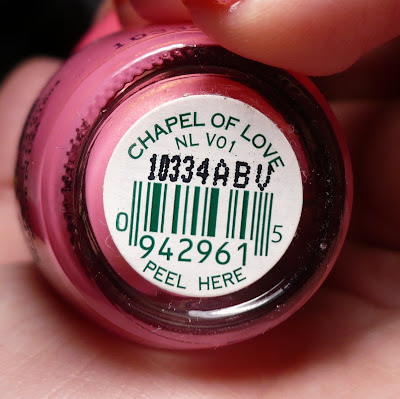 CHAPEL OF LOVE
NL V01
10334ABV
0 942961 5
PEEL HERE